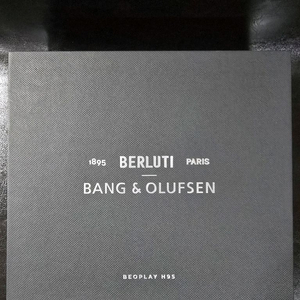 1895 BERLUTI PARIS
BANG & OLUFSEN
BEOPLAY H95